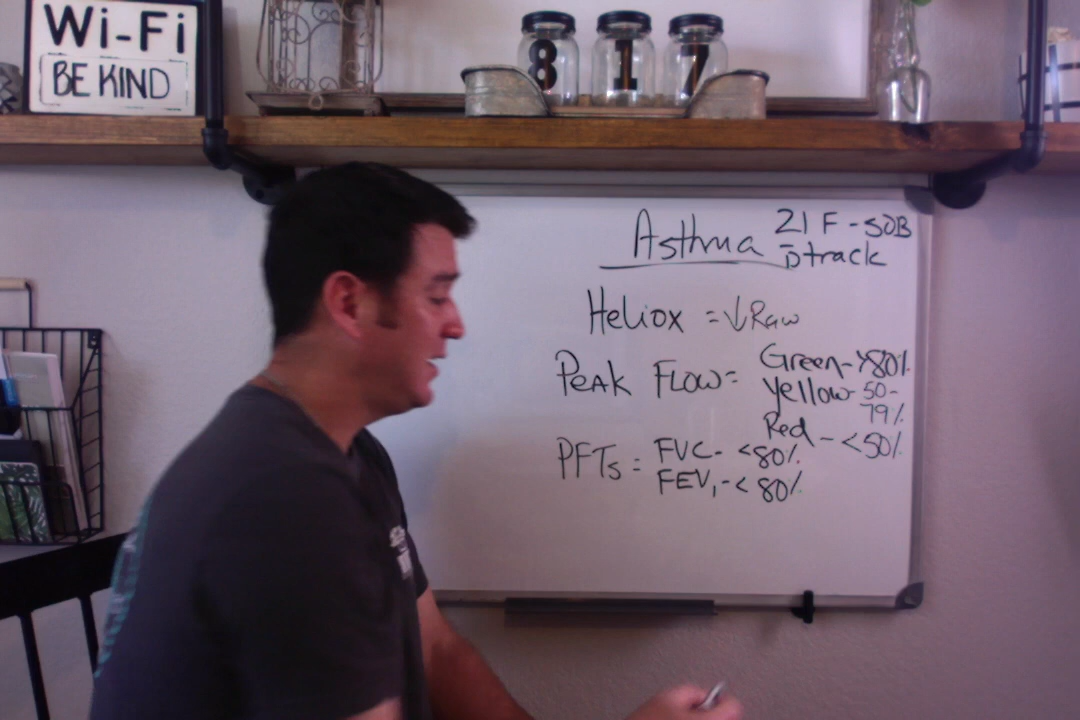 Wi-Fi
BE KIND
8 1 7
Asthma
21 F - SOB
p̄ track
Heliox = ↓ Raw
Peak Flow = Green - >80%
Yellow - 50-
79%
Red - <50%
PFTs = FVC - <80%
FEV₁ - <80%